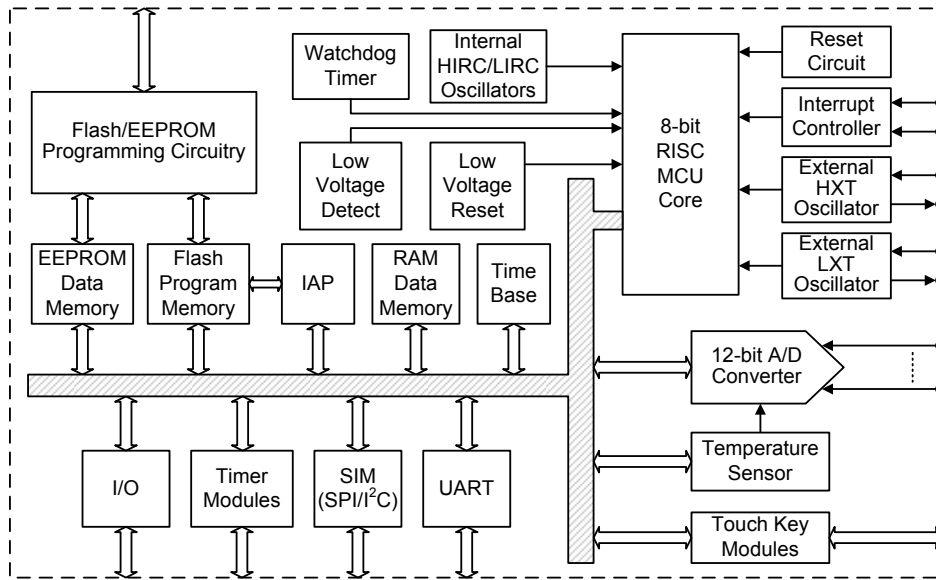 Watchdog
Timer
Internal
HIRC/LIRC
Oscillators
Reset
Circuit
Flash/EEPROM
Programming Circuitry
8-bit
RISC
MCU
Core
Interrupt
Controller
Low
Voltage
Detect
Low
Voltage
Reset
External
HXT
Oscillator
EEPROM
Data
Memory
Flash
Program
Memory
IAP
RAM
Data
Memory
Time
Base
External
LXT
Oscillator
12-bit A/D
Converter
I/O
Timer
Modules
SIM
(SPI/I²C)
UART
Temperature
Sensor
Touch Key
Modules